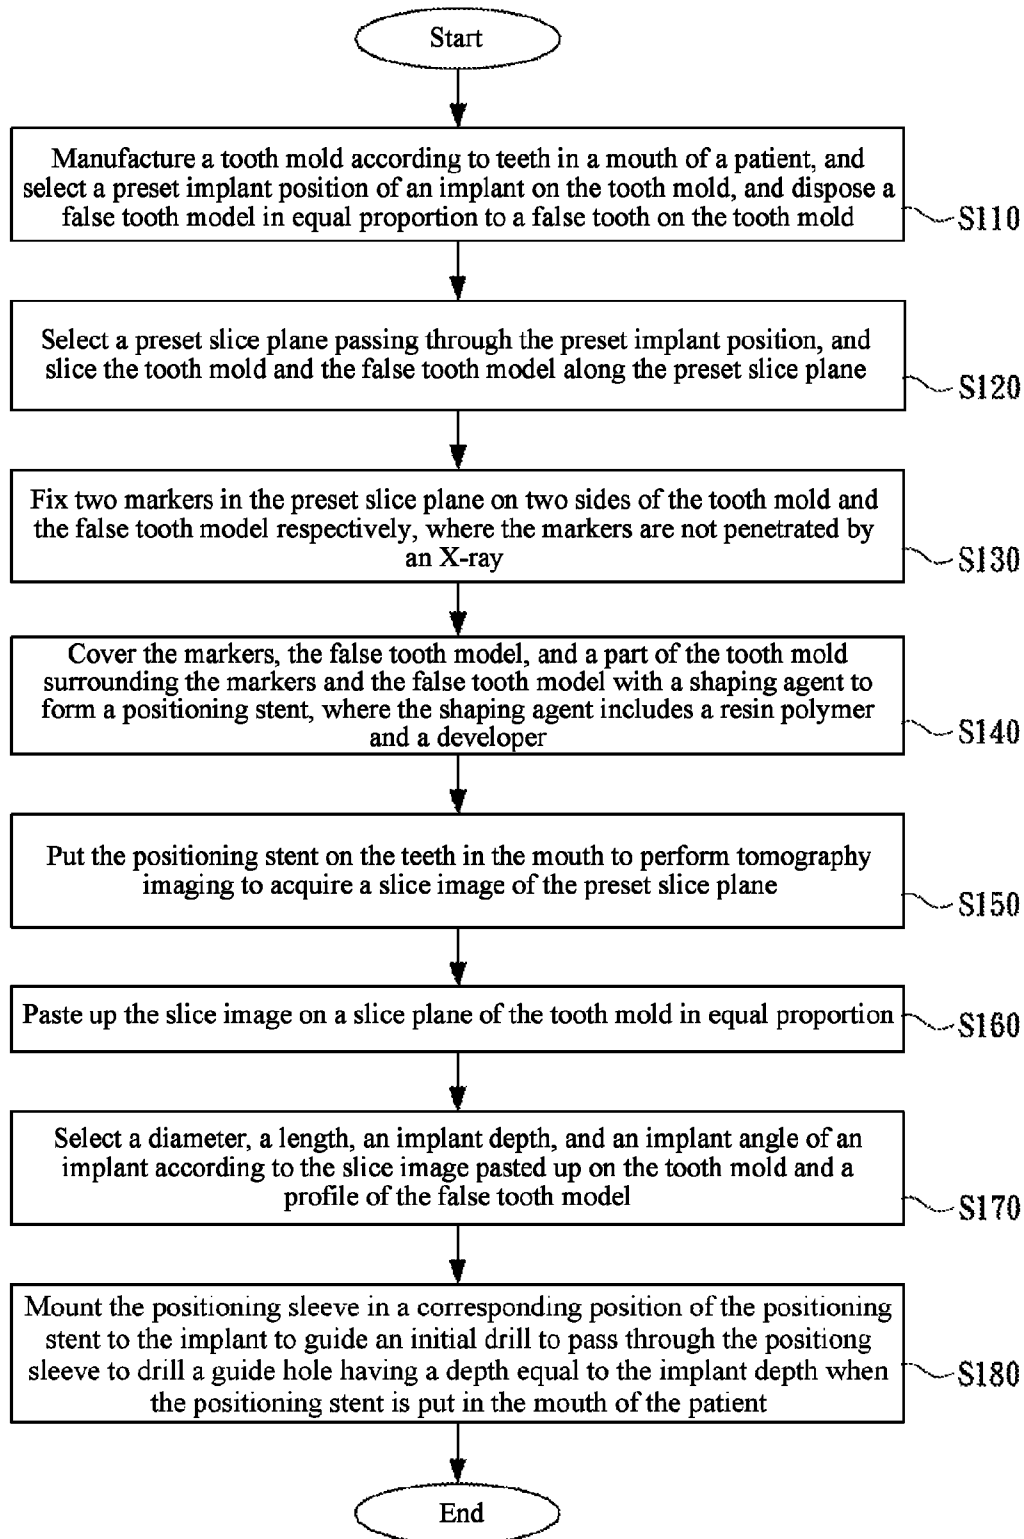 Start
Manufacture a tooth mold according to teeth in a mouth of a patient, and
select a preset implant position of an implant on the tooth mold, and dispose a
false tooth model in equal proportion to a false tooth on the tooth mold
S110
Select a preset slice plane passing through the preset implant position, and
slice the tooth mold and the false tooth model along the preset slice plane
S120
Fix two markers in the preset slice plane on two sides of the tooth mold and
the false tooth model respectively, where the markers are not penetrated by
an X-ray
S130
Cover the markers, the false tooth model, and a part of the tooth mold
surrounding the markers and the false tooth model with a shaping agent to
form a positioning stent, where the shaping agent includes a resin polymer
and a developer
S140
Put the positioning stent on the teeth in the mouth to perform tomography
imaging to acquire a slice image of the preset slice plane
S150
Paste up the slice image on a slice plane of the tooth mold in equal proportion
S160
Select a diameter, a length, an implant depth, and an implant angle of an
implant according to the slice image pasted up on the tooth mold and a
profile of the false tooth model
S170
Mount the positioning sleeve in a corresponding position of the positioning
stent to the implant to guide an initial drill to pass through the positiong
sleeve to drill a guide hole having a depth equal to the implant depth when
the positioning stent is put in the mouth of the patient
S180
End